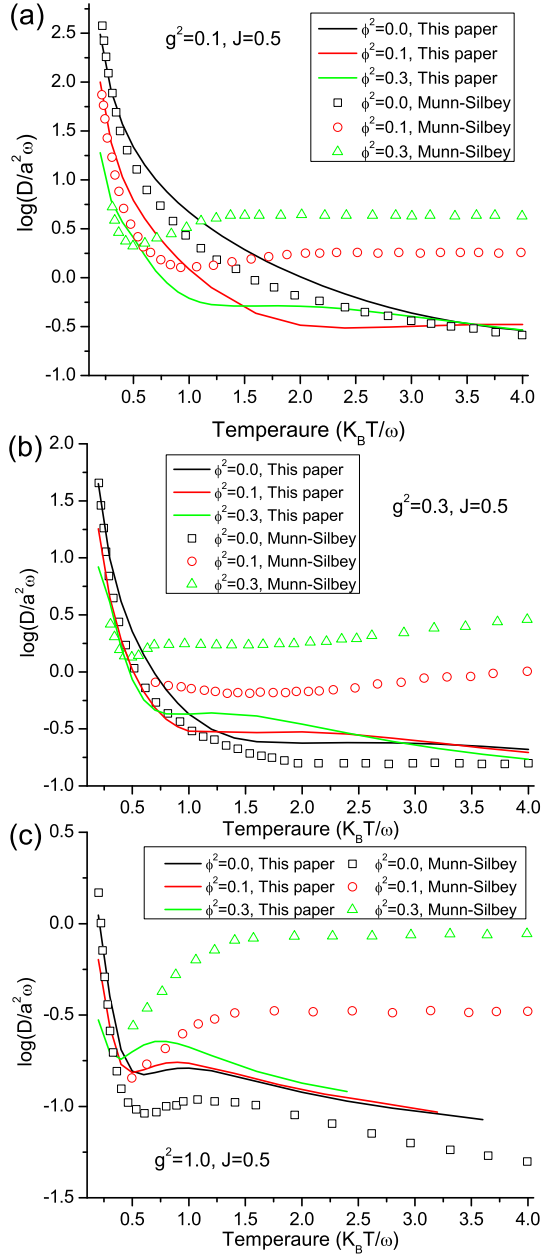 (a)
g²=0.1, J=0.5
ϕ²=0.0, This paper
ϕ²=0.1, This paper
ϕ²=0.3, This paper
ϕ²=0.0, Munn-Silbey
ϕ²=0.1, Munn-Silbey
ϕ²=0.3, Munn-Silbey
log(D/a²ω)
2.5
2.0
1.5
1.0
0.5
0.0
-0.5
-1.0
0.5 1.0 1.5 2.0 2.5 3.0 3.5 4.0
Temperaure (K_BT/ω)
(b)
g²=0.3, J=0.5
ϕ²=0.0, This paper
ϕ²=0.1, This paper
ϕ²=0.3, This paper
ϕ²=0.0, Munn-Silbey
ϕ²=0.1, Munn-Silbey
ϕ²=0.3, Munn-Silbey
log(D/a²ω)
2.0
1.5
1.0
0.5
0.0
-0.5
-1.0
0.5 1.0 1.5 2.0 2.5 3.0 3.5 4.0
Temperaure (K_BT/ω)
(c)
ϕ²=0.0, This paper ϕ²=0.0, Munn-Silbey
ϕ²=0.1, This paper ϕ²=0.1, Munn-Silbey
ϕ²=0.3, This paper ϕ²=0.3, Munn-Silbey
log(D/a²ω)
0.5
0.0
-0.5
-1.0
-1.5
g²=1.0, J=0.5
0.5 1.0 1.5 2.0 2.5 3.0 3.5 4.0
Temperaure (K_BT/ω)